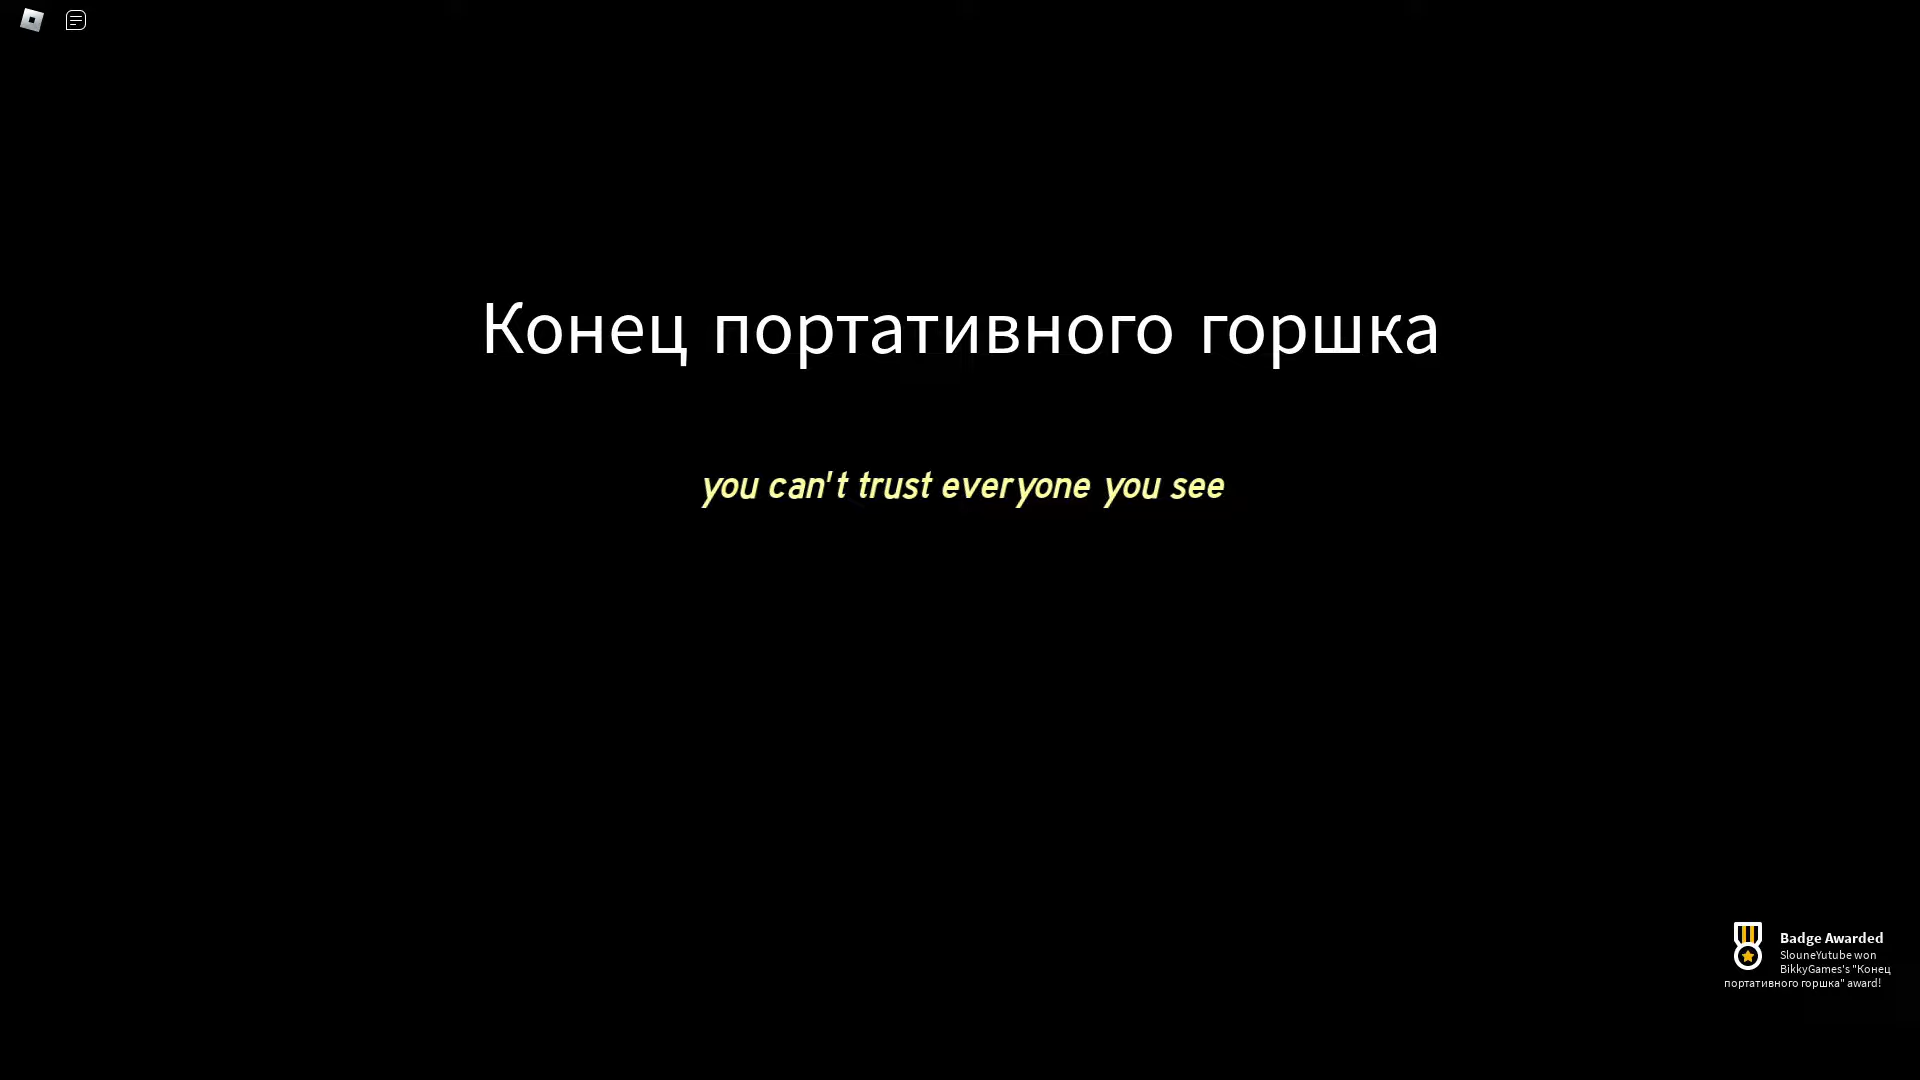 Конец портативного горшка
you can't trust everyone you see
Badge Awarded
SlouneYutube won
BikkyGames's "Конец
портативного горшка" award!